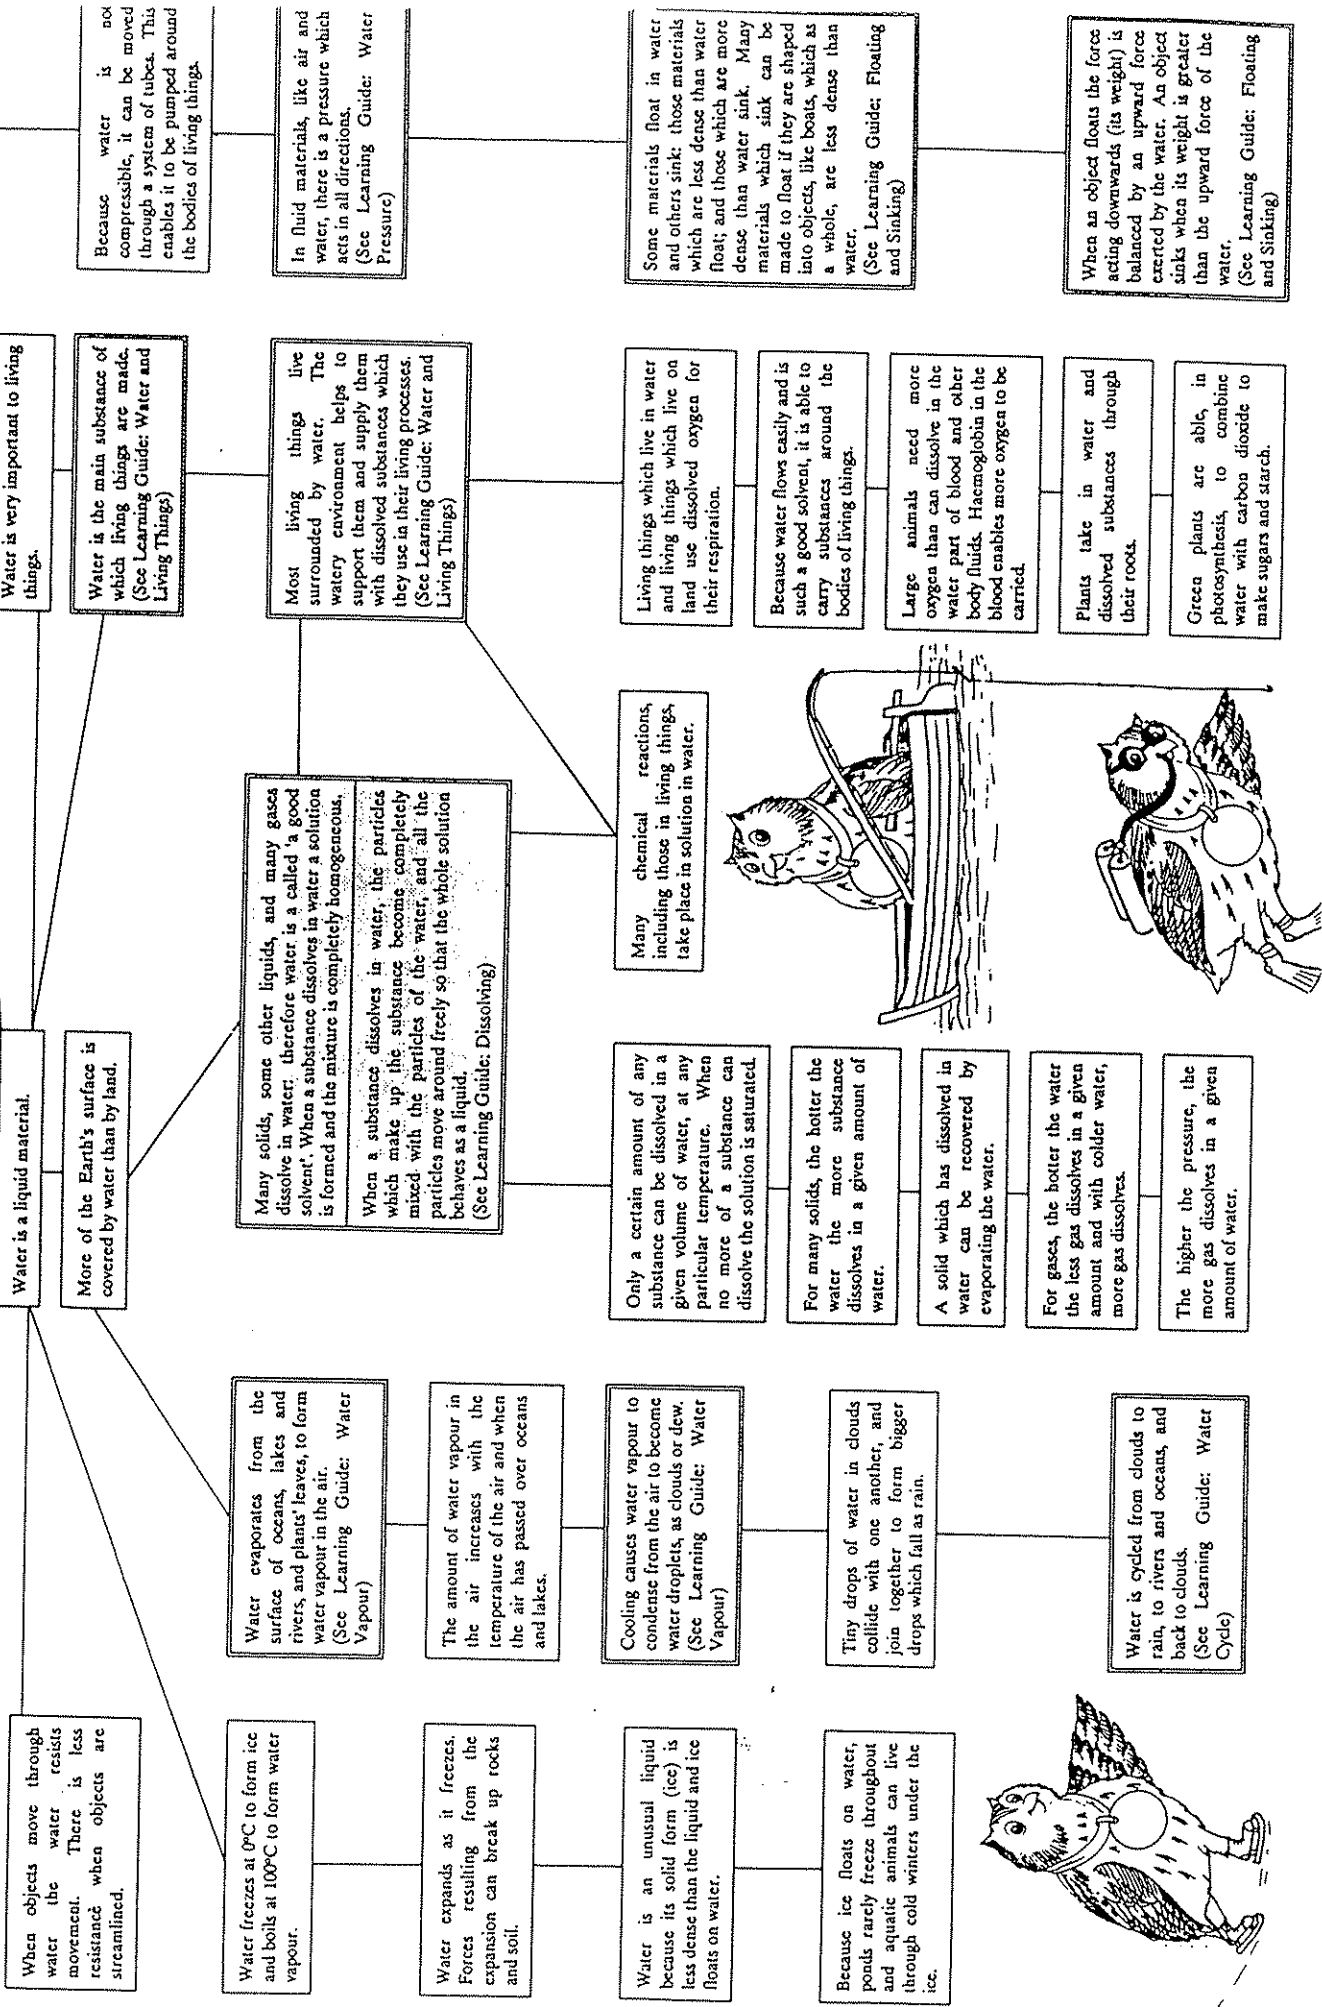 When objects move through
water the water resists
movement. There is less
resistance when objects are
streamlined.
Water freezes at 0°C to form ice
and boils at 100°C to form water
vapour.
Water expands as it freezes.
Forces resulting from the
expansion can break up rocks
and soil.
Water is an unusual liquid
because its solid form (ice) is
less dense than the liquid and ice
floats on water.
Because ice floats on water,
ponds rarely freeze throughout
and aquatic animals can live
through cold winters under the
ice.
Water evaporates from the
surface of oceans, lakes and
rivers, and plants' leaves, to form
water vapour in the air.
(See Learning Guide: Water
Vapour)
The amount of water vapour in
the air increases with the
temperature of the air and when
the air has passed over oceans
and lakes.
Cooling causes water vapour to
condense from the air to become
water droplets, as clouds or dew.
(See Learning Guide: Water
Vapour)
Tiny drops of water in clouds
collide with one another, and
join together to form bigger
drops which fall as rain.
Water is cycled from clouds to
rain, to rivers and oceans, and
back to clouds.
(See Learning Guide: Water
Cycle)
Water is a liquid material.
More of the Earth's surface is
covered by water than by land.
Many solids, some other liquids, and many gases
dissolve in water: therefore water is a called 'a good
solvent'. When a substance dissolves in water a solution
is formed and the mixture is completely homogeneous.
When a substance dissolves in water, the particles
which make up the substance become completely
mixed with the particles of the water, and all the
particles move around freely so that the whole solution
behaves as a liquid.
(See Learning Guide: Dissolving)
Only a certain amount of any
substance can be dissolved in a
given volume of water, at any
particular temperature. When
no more of a substance can
dissolve the solution is saturated.
For many solids, the hotter the
water the more substance
dissolves in a given amount of
water.
A solid which has dissolved in
water can be recovered by
evaporating the water.
For gases, the hotter the water
the less gas dissolves in a given
amount and with colder water,
more gas dissolves.
The higher the pressure, the
more gas dissolves in a given
amount of water.
Many chemical reactions,
including those in living things,
take place in solution in water.
Water is very important to living
things.
Water is the main substance of
which living things are made.
(See Learning Guide: Water and
Living Things)
Most living things live
surrounded by water. The
watery environment helps to
support them and supply them
with dissolved substances which
they use in their living processes.
(See Learning Guide: Water and
Living Things)
Living things which live in water
and living things which live on
land use dissolved oxygen for
their respiration.
Because water flows easily and is
such a good solvent, it is able to
carry substances around the
bodies of living things.
Large animals need more
oxygen than can dissolve in the
water part of blood and other
body fluids. Haemoglobin in the
blood enables more oxygen to be
carried.
Plants take in water and
dissolved substances through
their roots.
Green plants are able, in
photosynthesis, to combine
water with carbon dioxide to
make sugars and starch.
Because water is not
compressible, it can be moved
through a system of tubes. This
enables it to be pumped around
the bodies of living things.
In fluid materials, like air and
water, there is a pressure which
acts in all directions.
(See Learning Guide: Water
Pressure)
Some materials float in water
and others sink: those materials
which are less dense than water
float; and those which are more
dense than water sink. Many
materials which sink can be
made to float if they are shaped
into objects, like boats, which as
a whole, are less dense than
water.
(See Learning Guide: Floating
and Sinking)
When an object floats the force
acting downwards (its weight) is
balanced by an upward force
exerted by the water. An object
sinks when its weight is greater
than the upward force of the
water.
(See Learning Guide: Floating
and Sinking)